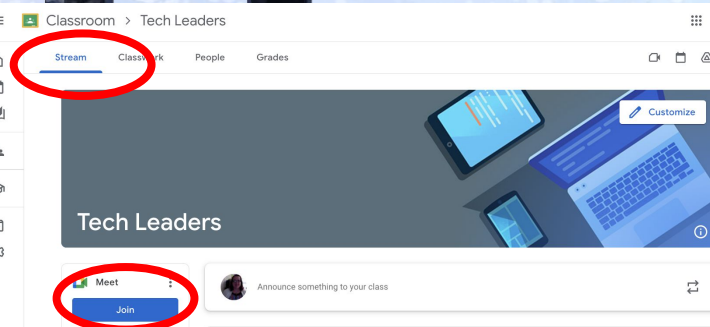 Classroom > Tech Leaders
Stream Classwork People Grades
Customize
Tech Leaders
Meet
Announce something to your class
Join